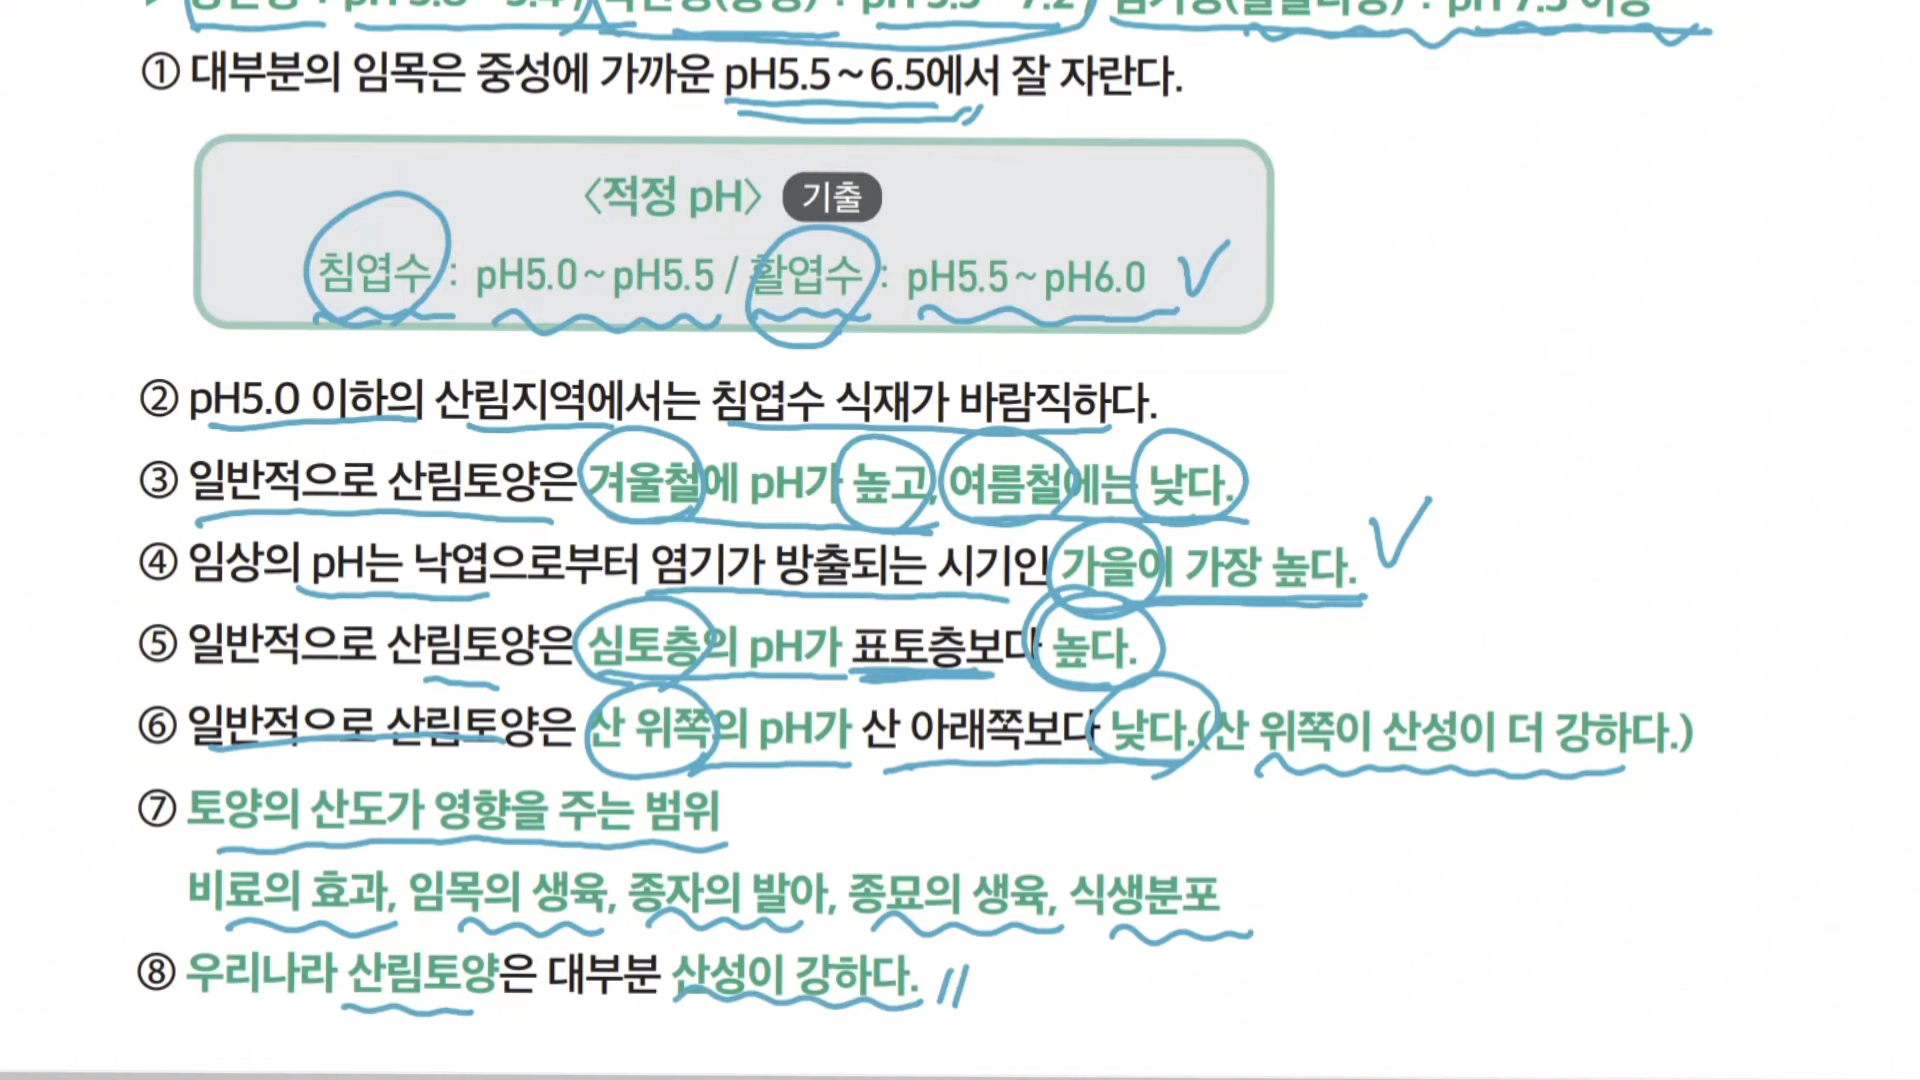 ① 대부분의 임목은 중성에 가까운 pH5.5~6.5에서 잘 자란다.
〈적정 pH〉 기출
침엽수 : pH5.0~pH5.5 / 활엽수 : pH5.5~pH6.0
② pH5.0 이하의 산림지역에서는 침엽수 식재가 바람직하다.
③ 일반적으로 산림토양은 겨울철에 pH가 높고, 여름철에는 낮다.
④ 임상의 pH는 낙엽으로부터 염기가 방출되는 시기인 가을이 가장 높다.
⑤ 일반적으로 산림토양은 심토층의 pH가 표토층보다 높다.
⑥ 일반적으로 산림토양은 산 위쪽의 pH가 산 아래쪽보다 낮다.(산 위쪽이 산성이 더 강하다.)
⑦ 토양의 산도가 영향을 주는 범위
비료의 효과, 임목의 생육, 종자의 발아, 종묘의 생육, 식생분포
⑧ 우리나라 산림토양은 대부분 산성이 강하다.